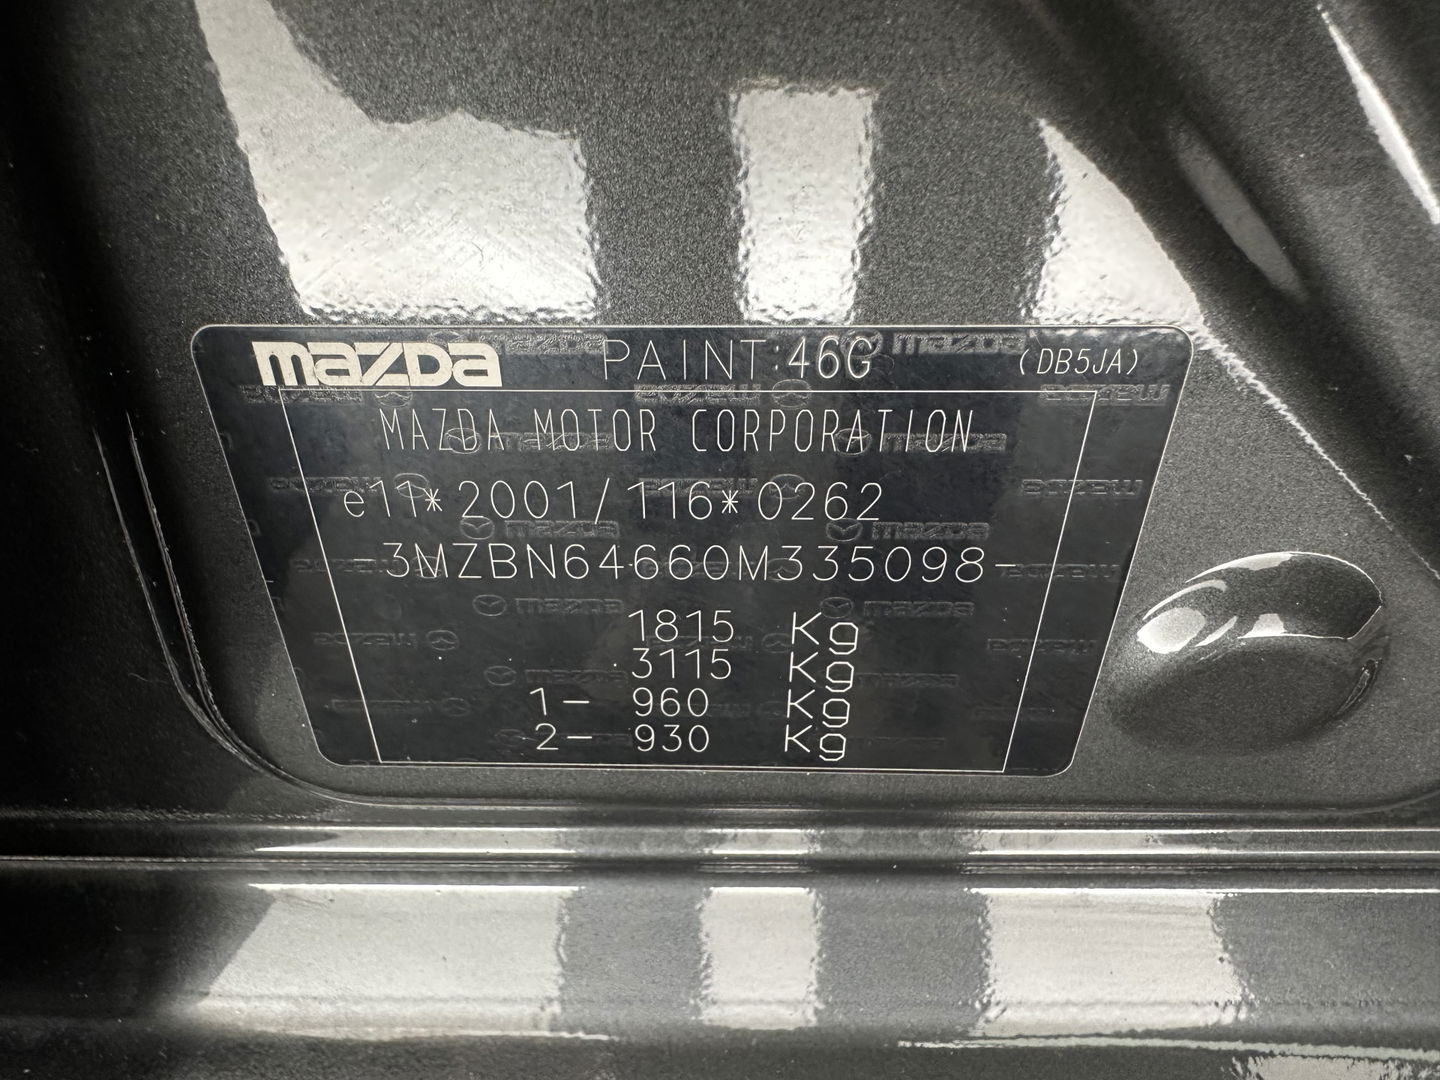 mazda PAINT:46G (DB5JA)
MAZDA MOTOR CORPORATION
e11*2001/116*0262
-3MZBN64660M335098-
1815 Kg
3115 Kg
1- 960 Kg
2- 930 Kg